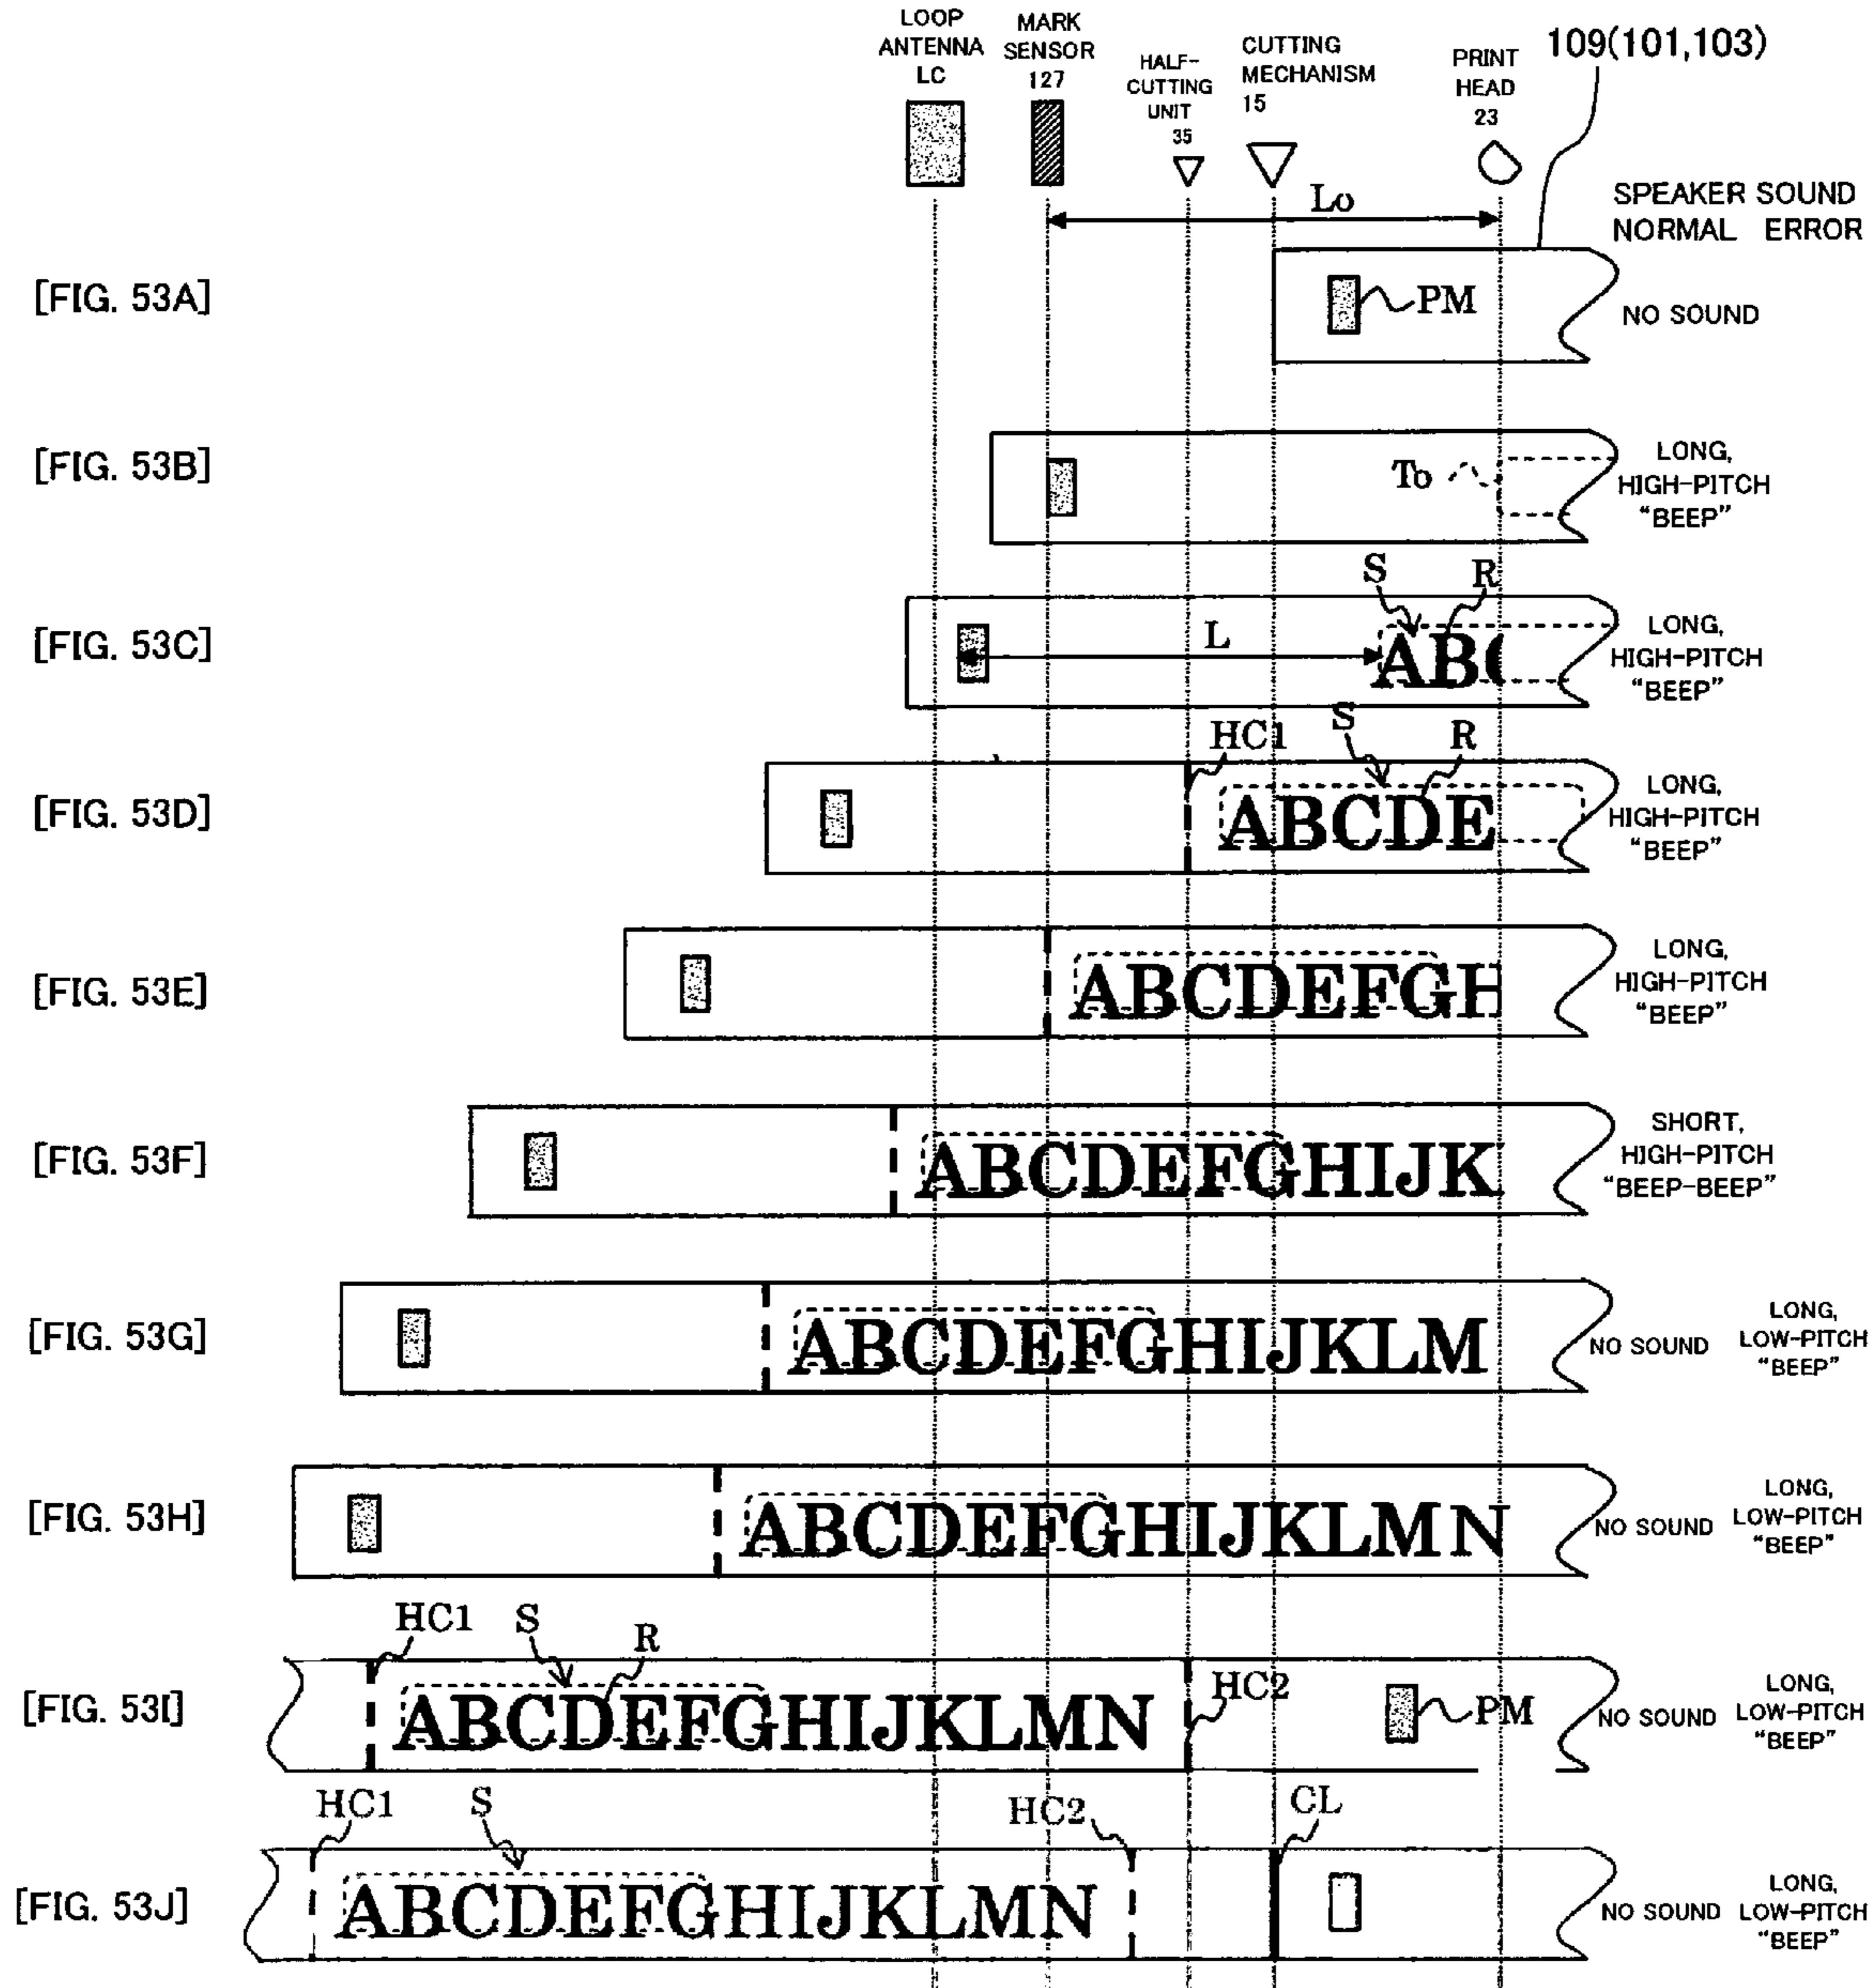 LOOP
ANTENNA
LC
MARK
SENSOR
127
HALF-
CUTTING
UNIT
35
CUTTING
MECHANISM
15
PRINT
HEAD
23
109(101,103)
Lo
SPEAKER SOUND
NORMAL ERROR
[FIG. 53A]
PM
NO SOUND
[FIG. 53B]
To
LONG,
HIGH-PITCH
“BEEP”
[FIG. 53C]
S
R
L
ABC
LONG,
HIGH-PITCH
“BEEP”
[FIG. 53D]
HC1
S
R
ABCDE
LONG,
HIGH-PITCH
“BEEP”
[FIG. 53E]
ABCDEFGH
LONG,
HIGH-PITCH
“BEEP”
[FIG. 53F]
ABCDEFGHIJK
SHORT,
HIGH-PITCH
“BEEP-BEEP”
[FIG. 53G]
ABCDEFGHIJKLM
NO SOUND
LONG,
LOW-PITCH
“BEEP”
[FIG. 53H]
ABCDEFGHIJKLMN
NO SOUND
LONG,
LOW-PITCH
“BEEP”
[FIG. 53I]
HC1
S
R
ABCDEFGHIJKLMN
HC2
PM
NO SOUND
LONG,
LOW-PITCH
“BEEP”
[FIG. 53J]
HC1
S
HC2
CL
ABCDEFGHIJKLMN
NO SOUND
LONG,
LOW-PITCH
“BEEP”